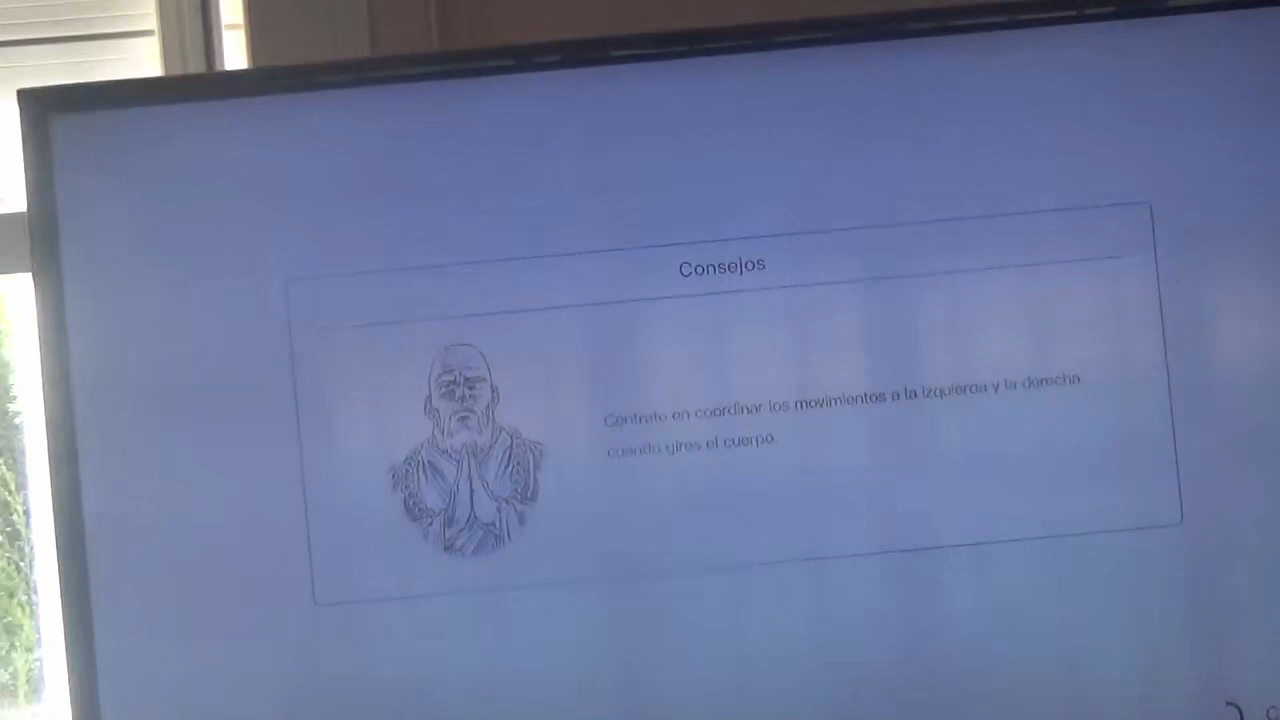 Consejos
Céntrate en coordinar los movimientos a la izquierda y la derecha
cuando gires el cuerpo.